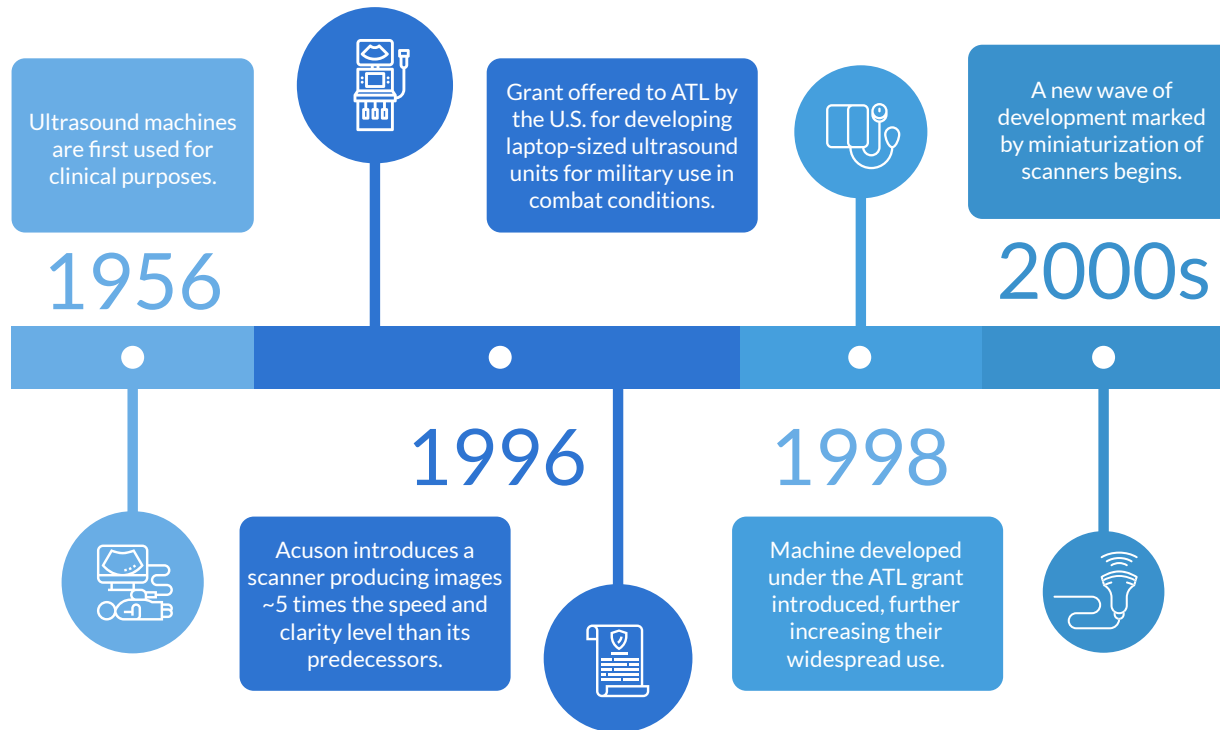 Ultrasound machines
are first used for
clinical purposes.
1956
Acuson introduces a
scanner producing images
~5 times the speed and
clarity level than its
predecessors.
1996
Grant offered to ATL by
the U.S. for developing
laptop-sized ultrasound
units for military use in
combat conditions.
1998
Machine developed
under the ATL grant
introduced, further
increasing their
widespread use.
A new wave of
development marked
by miniaturization of
scanners begins.
2000s